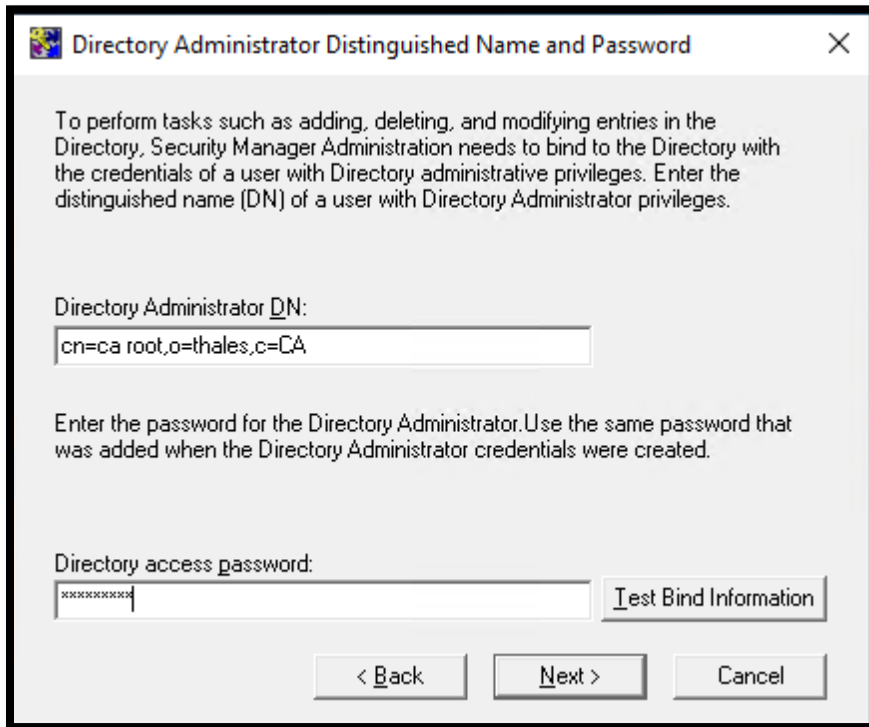 Directory Administrator Distinguished Name and Password
To perform tasks such as adding, deleting, and modifying entries in the
Directory, Security Manager Administration needs to bind to the Directory with
the credentials of a user with Directory administrative privileges. Enter the
distinguished name (DN) of a user with Directory Administrator privileges.
Directory Administrator DN:
cn=ca root,o=thales,c=CA
Enter the password for the Directory Administrator.Use the same password that
was added when the Directory Administrator credentials were created.
Directory access password:
*********
Test Bind Information
< Back
Next >
Cancel